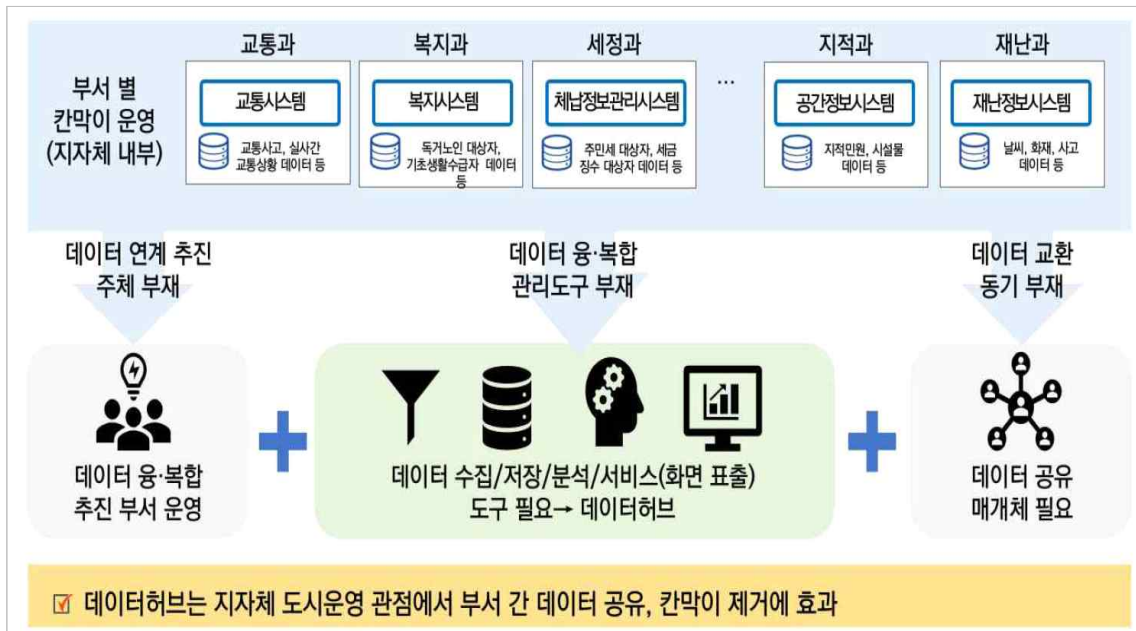 교통과
복지과
세정과
지적과
재난과
부서 별
칸막이 운영
(지자체 내부)
교통시스템
복지시스템
체납정보관리시스템
...
공간정보시스템
재난정보시스템
교통사고, 실사간
교통상황 데이터 등
독거노인 대상자,
기초생활수급자 데이터
등
주민세 대상자, 세금
징수 대상자 데이터 등
지적민원, 시설물
데이터 등
날씨, 화재, 사고
데이터 등
데이터 연계 추진
주체 부재
데이터 융·복합
관리도구 부재
데이터 교환
동기 부재
데이터 융·복합
추진 부서 운영
데이터 수집/저장/분석/서비스(화면 표출)
도구 필요→ 데이터허브
데이터 공유
매개체 필요
데이터허브는 지자체 도시운영 관점에서 부서 간 데이터 공유, 칸막이 제거에 효과